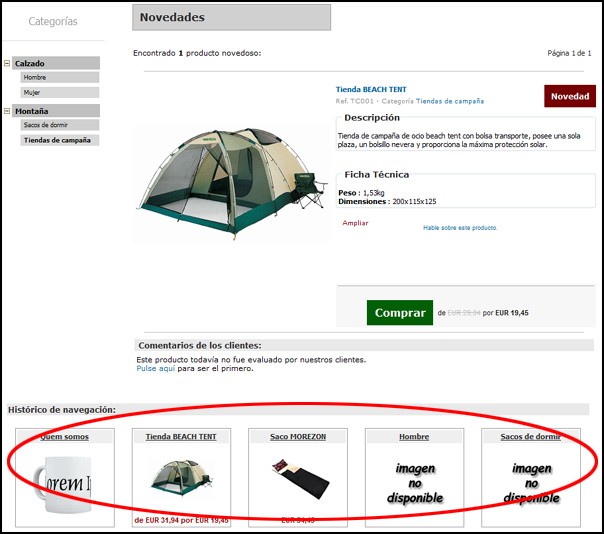 Categorías
Calzado
Hombre
Mujer
Montaña
Sacos de dormir
Tiendas de campaña
Novedades
Encontrado 1 producto novedoso:
Página 1 de 1
Tienda BEACH TENT
Ref. TC001 - Categoría Tiendas de campaña
Novedad
Descripción
Tienda de campaña de ocio beach tent con bolsa transporte, posee una sola
plaza, un bolsillo nevera y proporciona la máxima protección solar.
Ficha Técnica
Peso : 1,53kg
Dimensiones : 200x115x125
Ampliar
Hable sobre este producto.
Comprar
de EUR por EUR 19,45
Comentarios de los clientes:
Este producto todavía no fue evaluado por nuestros clientes.
Pulse aquí para ser el primero.
Histórico de navegación:
Quem somos
Tienda BEACH TENT
Saco MOREZON
Hombre
Sacos de dormir
orem I
imagen
no
disponible
imagen
no
disponible
de EUR 31,94 por EUR 19,45
EUR 34,45